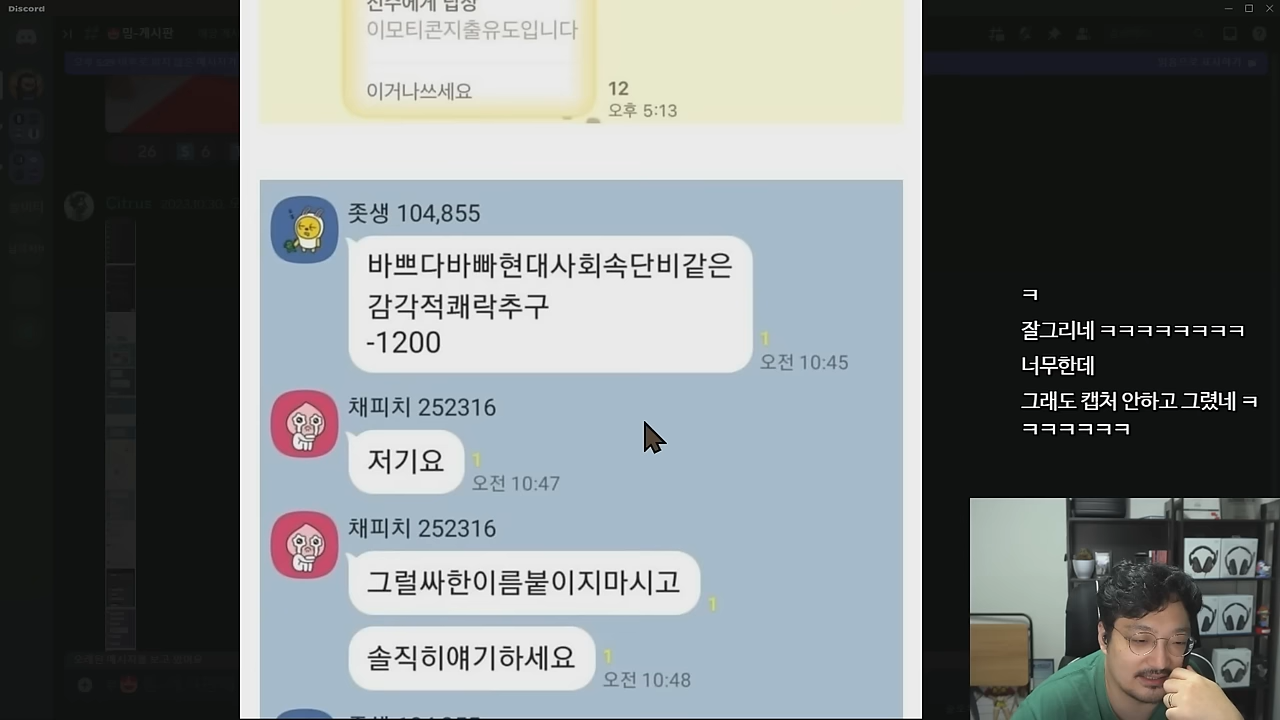 Discord
이모티콘지출유도입니다
이거나쓰세요
12
오후 5:13
26
6
Citrus
좃생 104,855
바쁘다바빠현대사회속단비같은
감각적쾌락추구
-1200
1
오전 10:45
채피치 252316
저기요
1
오전 10:47
채피치 252316
그럴싸한이름붙이지마시고
1
솔직히얘기하세요
1
오전 10:48
ㅋ
잘그리네 ㅋㅋㅋㅋㅋㅋㅋㅋ
너무한데
그래도 캡처 안하고 그렸네 ㅋ
ㅋㅋㅋㅋㅋㅋ